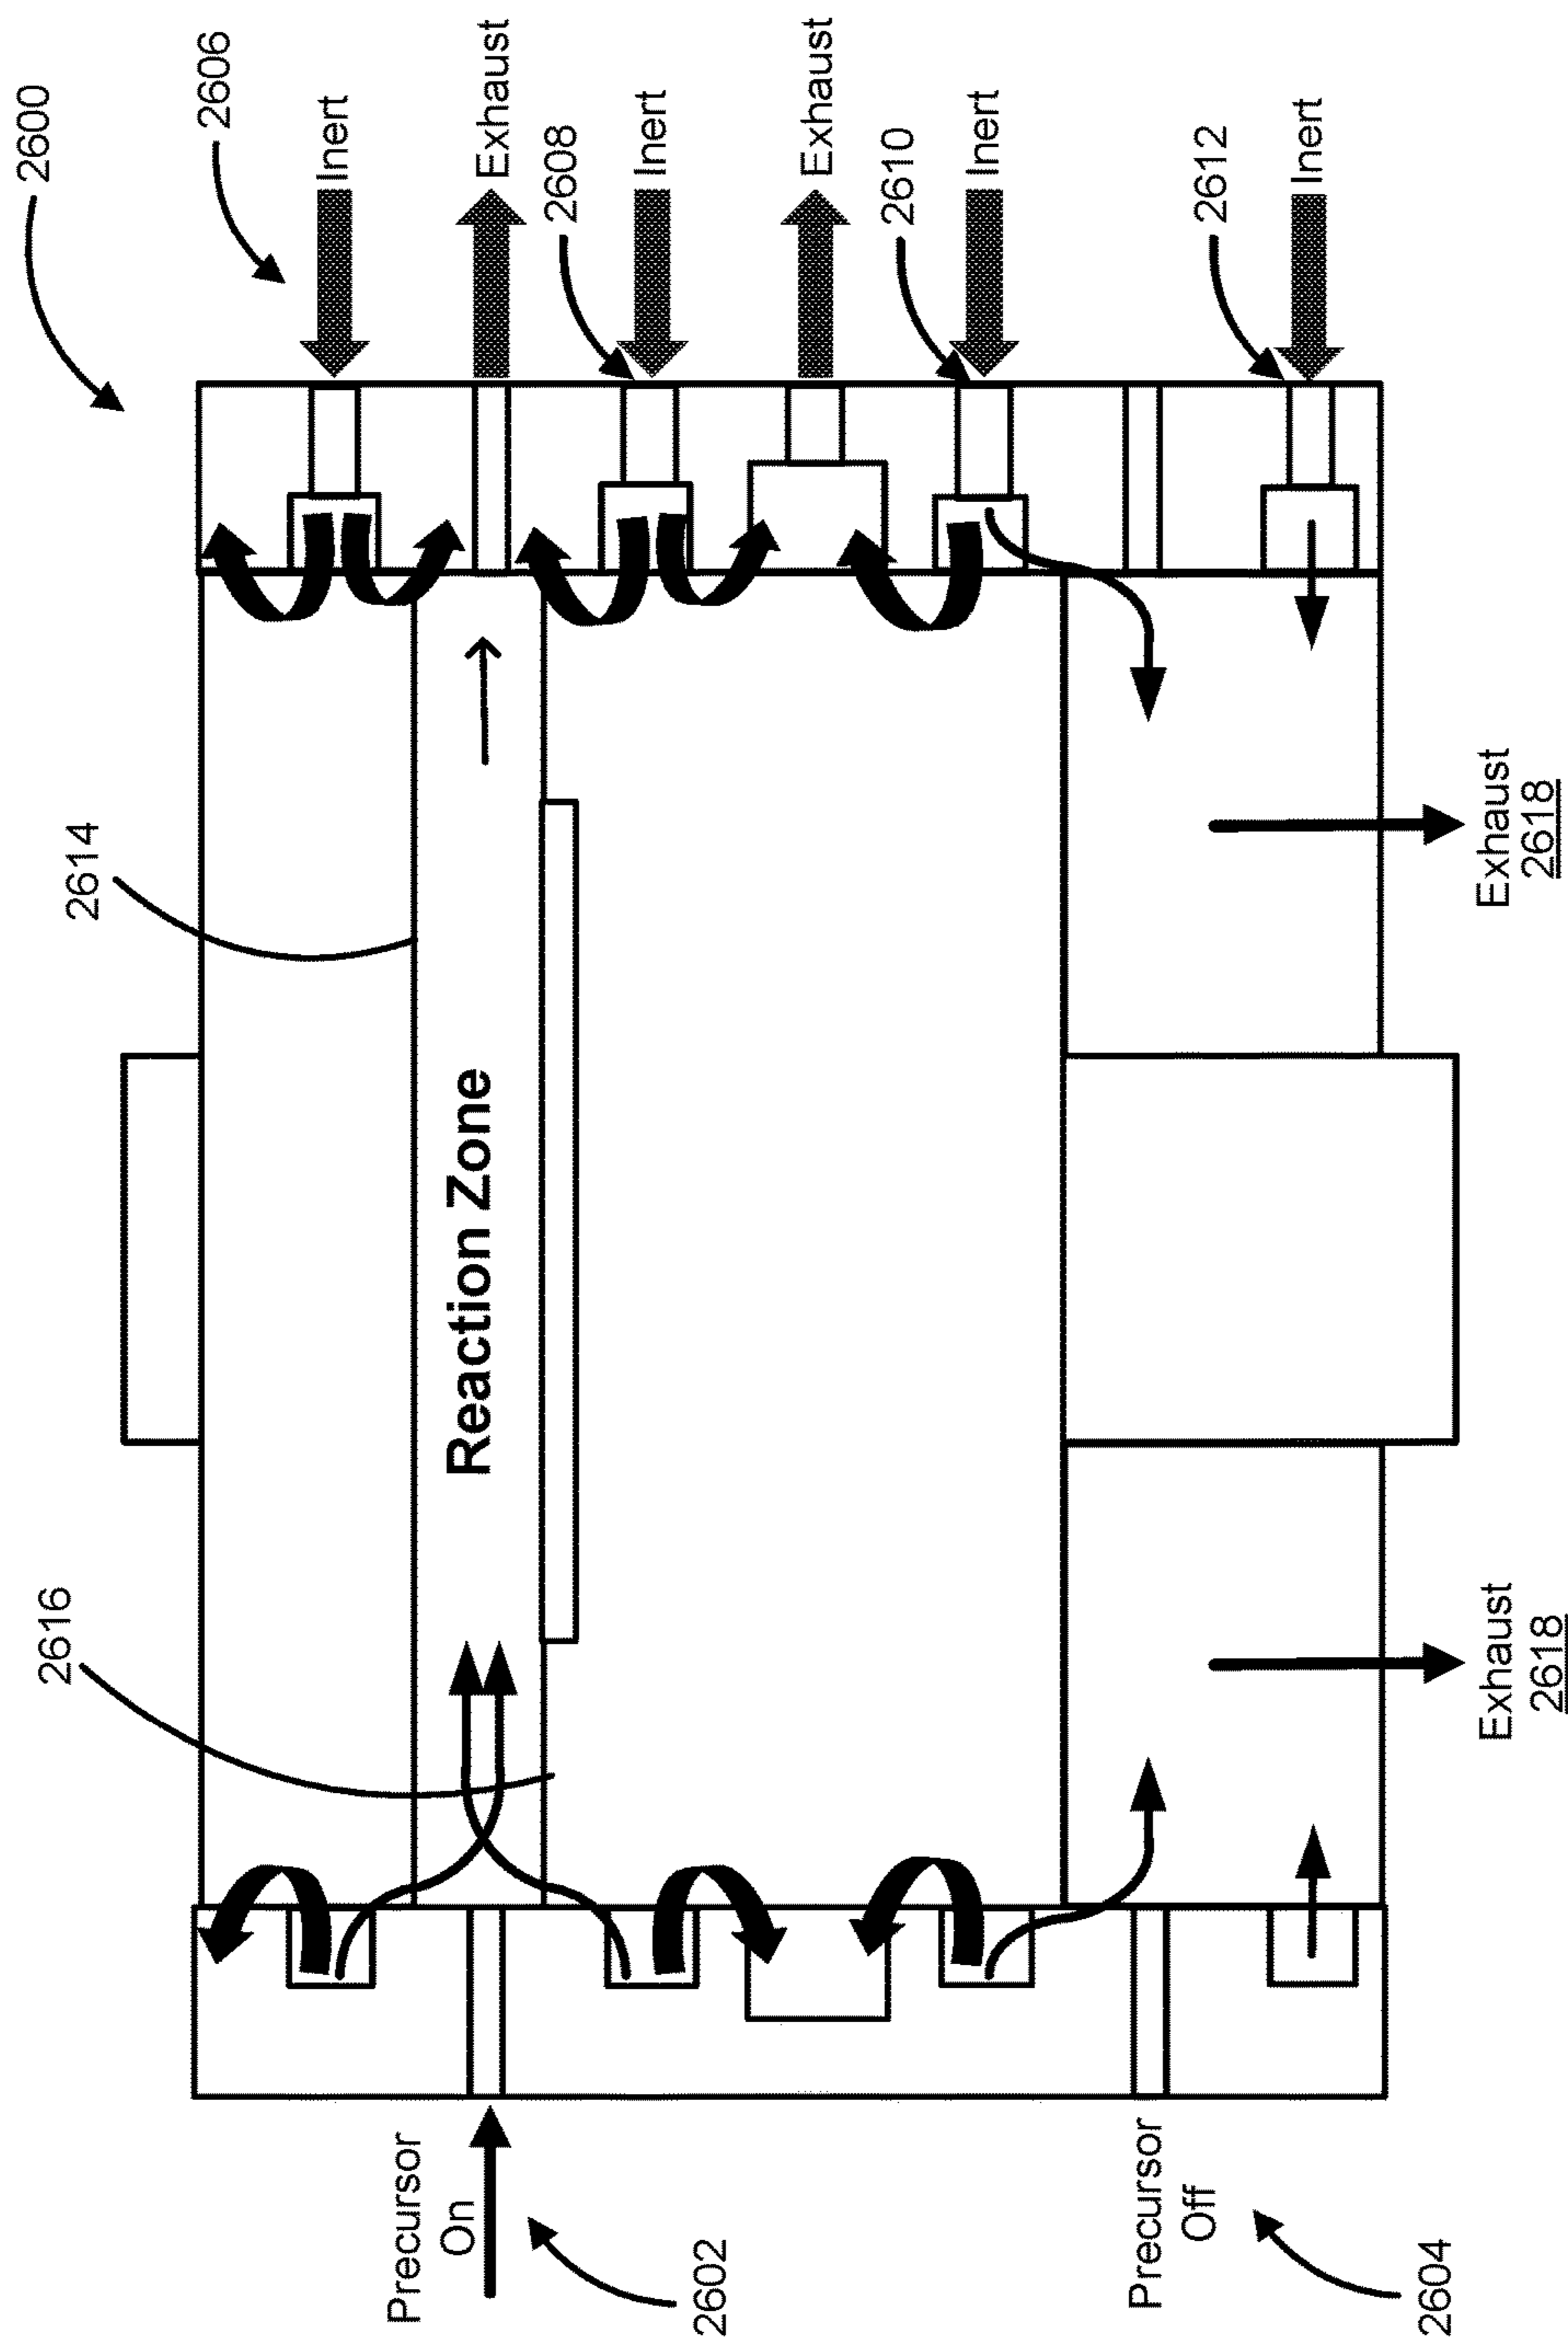 2600
2606
Inert
Exhaust
2608
Inert
Exhaust
2610
Inert
2612
Inert
2614
2616
Reaction Zone
Exhaust
2618
Exhaust
2618
Precursor
On
2602
Precursor
Off
2604